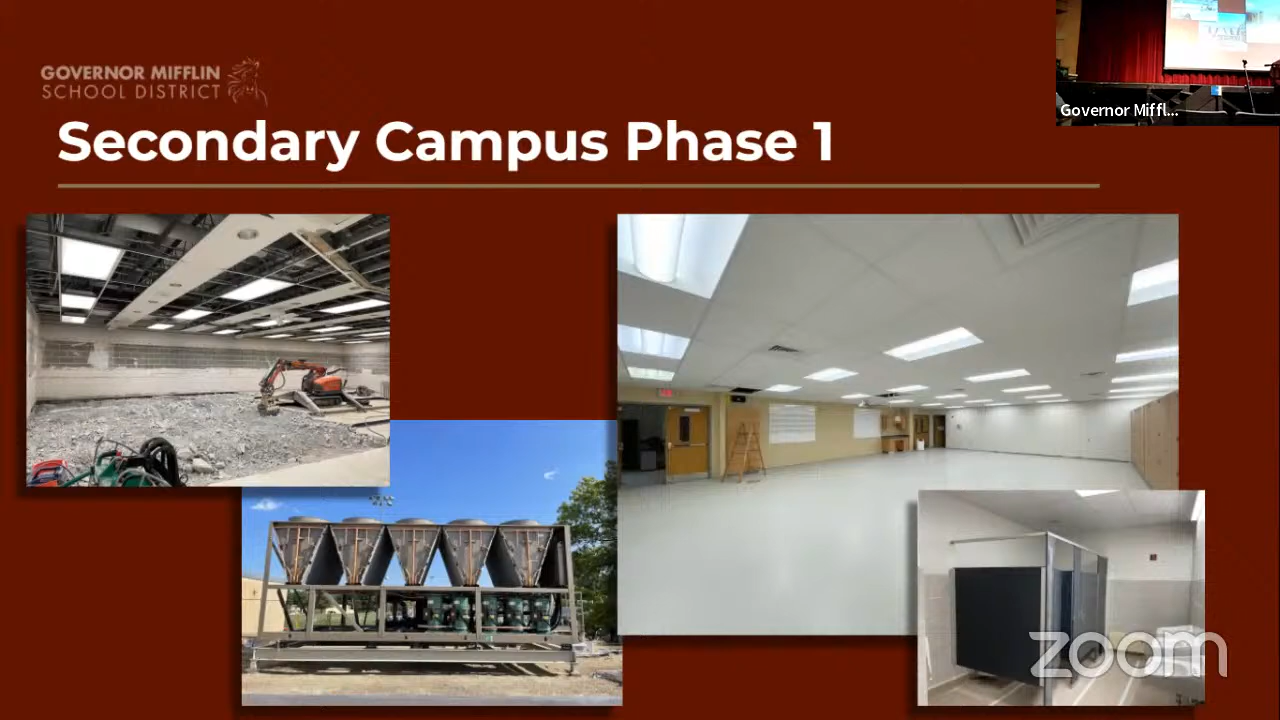 GOVERNOR MIFFLIN
SCHOOL DISTRICT
Secondary Campus Phase 1
Governor Miffl...
zoom